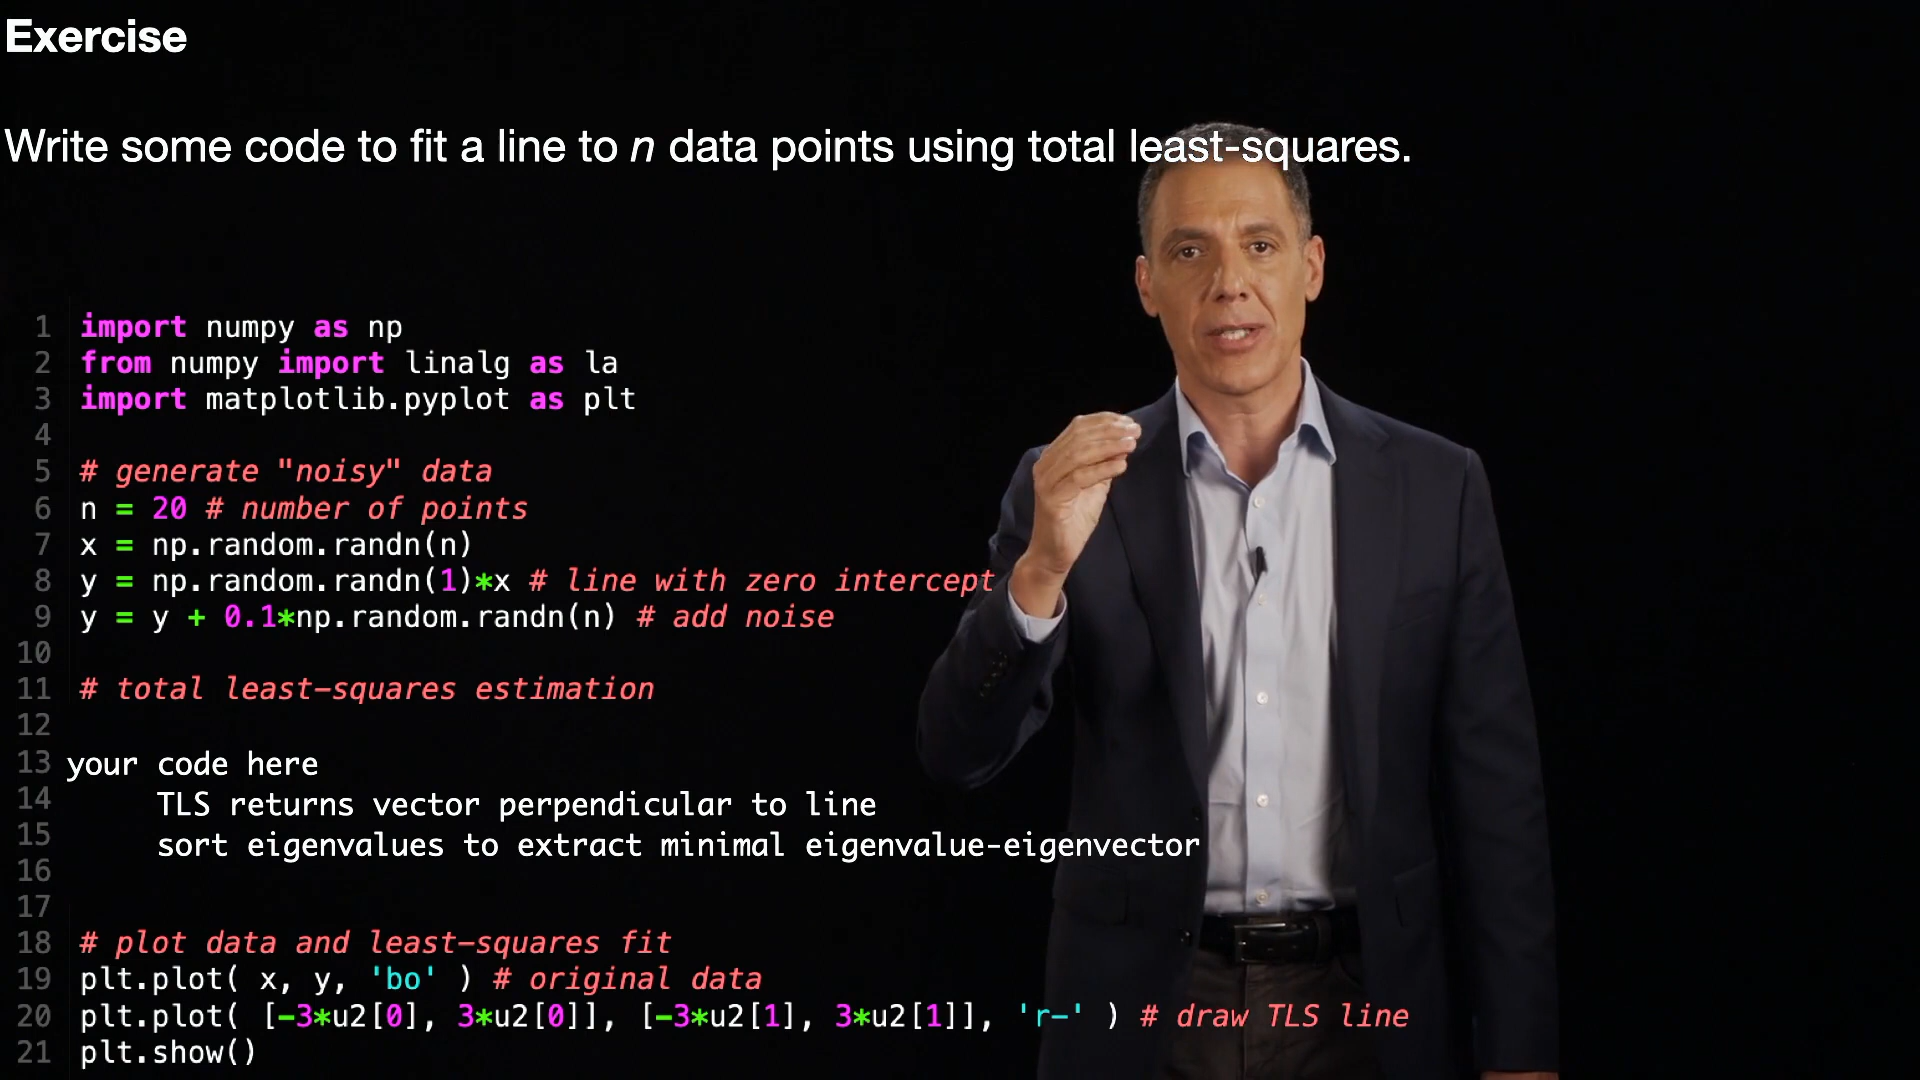 Exercise
Write some code to fit a line to n data points using total least-squares.
1 import numpy as np
2 from numpy import linalg as la
3 import matplotlib.pyplot as plt
4
5 # generate "noisy" data
6 n = 20 # number of points
7 x = np.random.randn(n)
8 y = np.random.randn(1)*x # line with zero intercept
9 y = y + 0.1*np.random.randn(n) # add noise
10
11 # total least-squares estimation
12
13 your code here
14 TLS returns vector perpendicular to line
15 sort eigenvalues to extract minimal eigenvalue-eigenvector
16
17
18 # plot data and least-squares fit
19 plt.plot( x, y, 'bo' ) # original data
20 plt.plot( [-3*u2[0], 3*u2[0]], [-3*u2[1], 3*u2[1]], 'r-' ) # draw TLS line
21 plt.show()